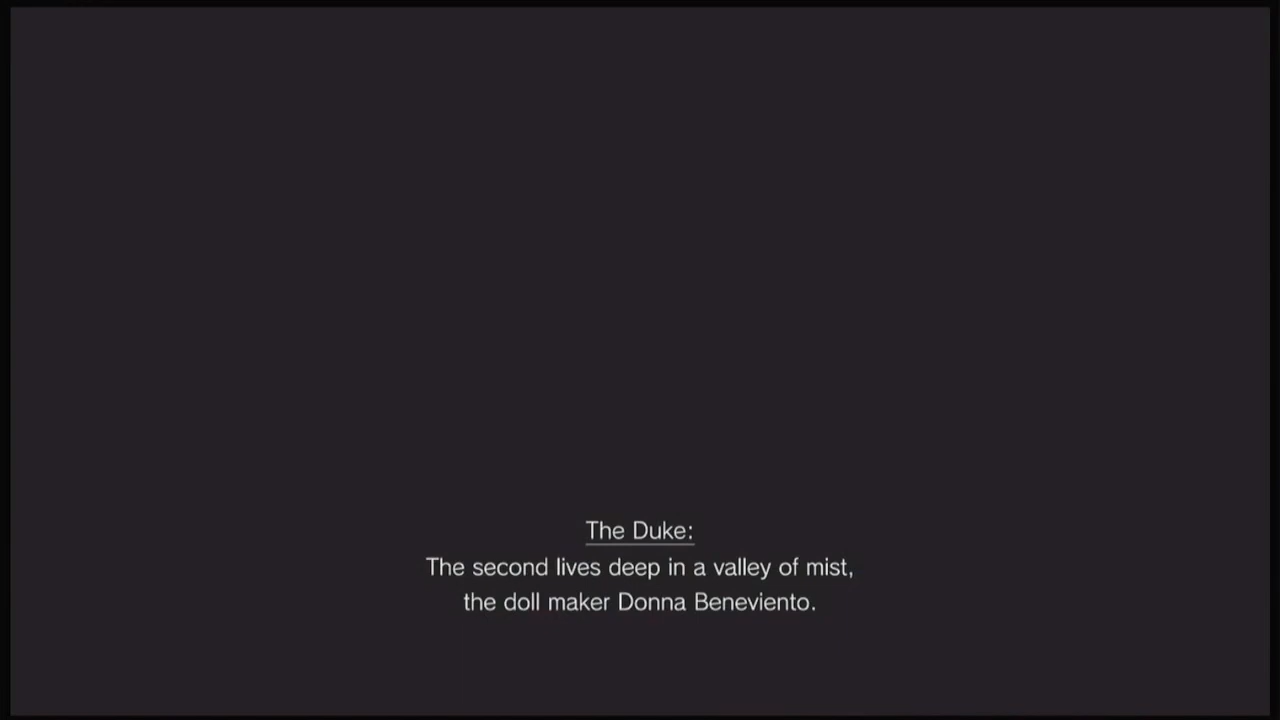 The Duke:
The second lives deep in a valley of mist,
the doll maker Donna Beneviento.